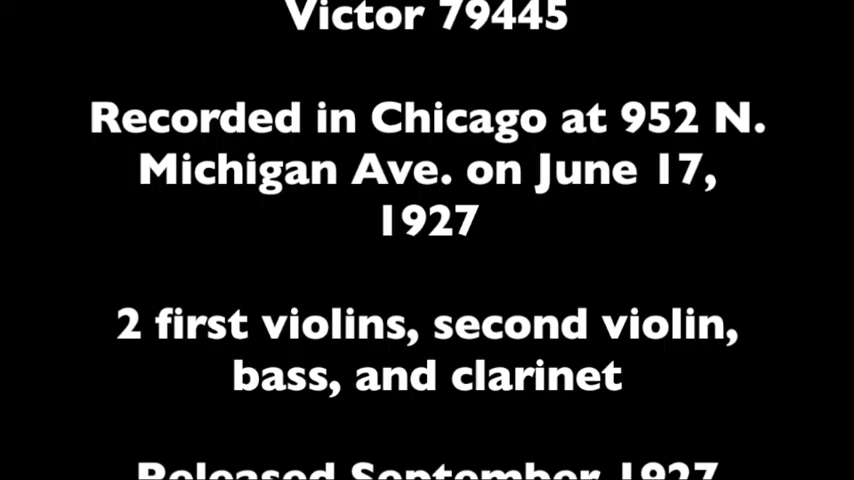 Victor 79445
Recorded in Chicago at 952 N.
Michigan Ave. on June 17,
1927
2 first violins, second violin,
bass, and clarinet
Released September 1927